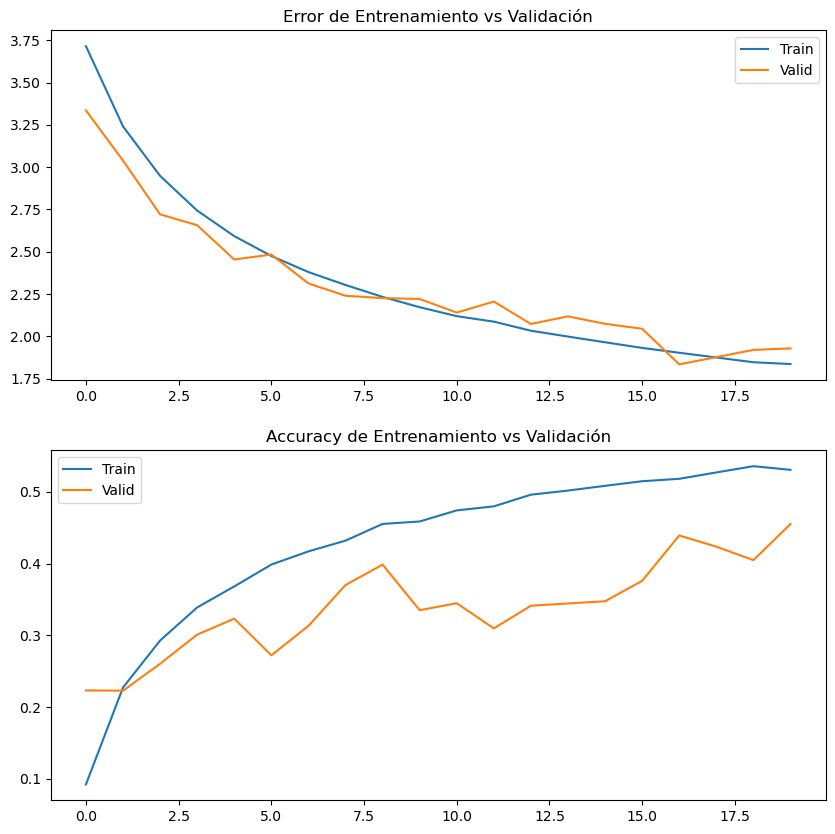 Error de Entrenamiento vs Validación
3.75
3.50
3.25
3.00
2.75
2.50
2.25
2.00
1.75
Train
Valid
0.0 2.5 5.0 7.5 10.0 12.5 15.0 17.5
Accuracy de Entrenamiento vs Validación
Train
Valid
0.5
0.4
0.3
0.2
0.1
0.0 2.5 5.0 7.5 10.0 12.5 15.0 17.5